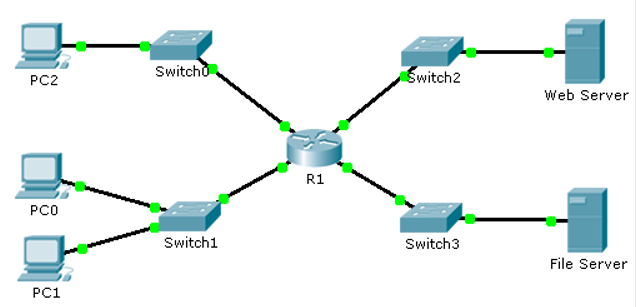 PC2
Switch0
Switch2
Web Server
R1
PC0
Switch1
Switch3
PC1
File Server